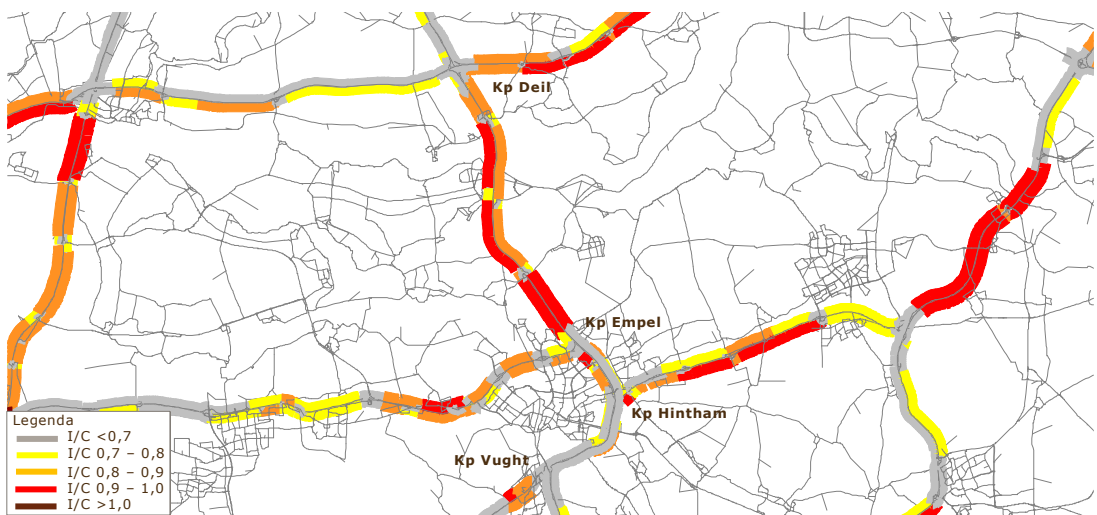 Kp Deil
Kp Empel
Kp Hintham
Kp Vught
Legenda
I/C <0,7
I/C 0,7 – 0,8
I/C 0,8 – 0,9
I/C 0,9 – 1,0
I/C >1,0